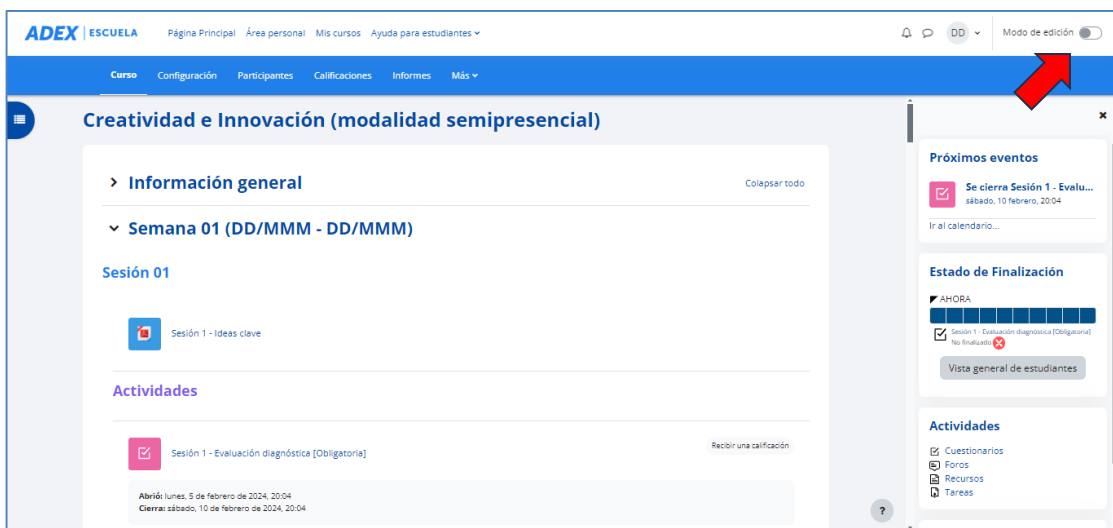 ADEX ESCUELA Página Principal Área personal Mis cursos Ayuda para estudiantes DD Modo de edición
Curso Configuración Participantes Calificaciones Informes Más
Creatividad e Innovación (modalidad semipresencial)
Información general Colapsar todo
Semana 01 (DD/MMM - DD/MMM)
Sesión 01
Sesión 1 - Ideas clave
Actividades
Sesión 1 - Evaluación diagnóstica [Obligatoria] Recibir una calificación
Abrió: lunes, 5 de febrero de 2024, 20:04
Cierra: sábado, 10 de febrero de 2024, 20:04
?
Próximos eventos
Se cierra Sesión 1 - Evalu...
sábado, 10 febrero, 20:04
Ir al calendario...
Estado de Finalización
AHORA
Sesión 1 - Evaluación diagnóstica [Obligatoria]
No finalizado
Vista general de estudiantes
Actividades
Cuestionarios
Foros
Recursos
Tareas